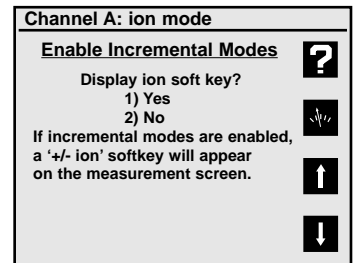 Channel A: ion mode
Enable Incremental Modes
?
Display ion soft key?
1) Yes
2) No
If incremental modes are enabled,
a ‘+/- ion’ softkey will appear
on the measurement screen.